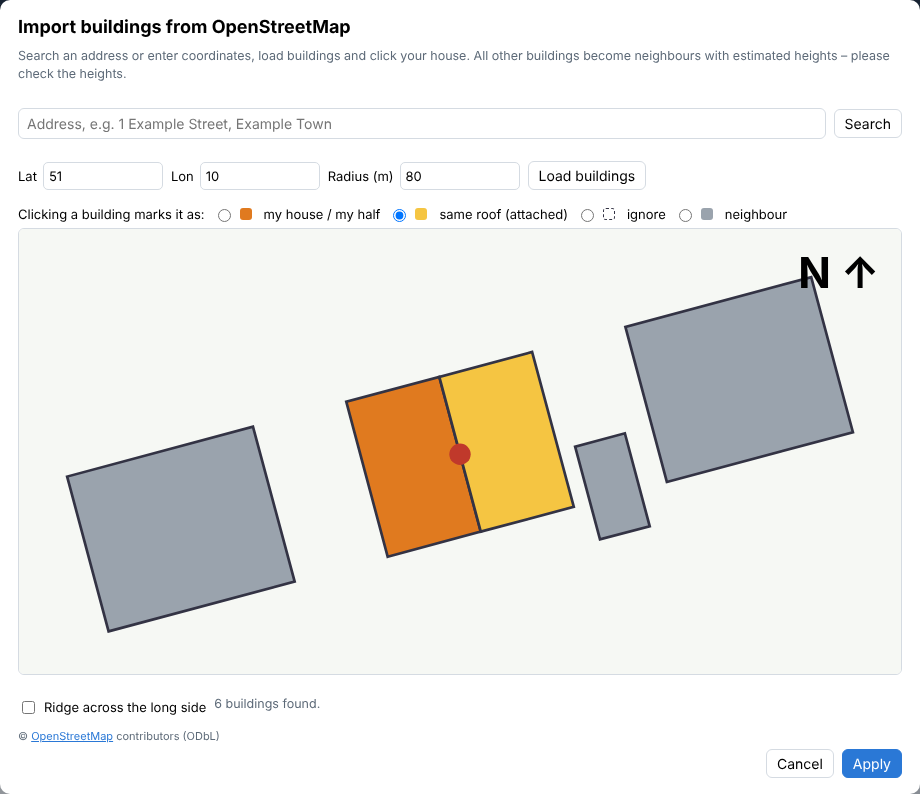 Import buildings from OpenStreetMap
Search an address or enter coordinates, load buildings and click your house. All other buildings become neighbours with estimated heights – please
check the heights.
Address, e.g. 1 Example Street, Example Town
Search
Lat 51 Lon 10 Radius (m) 80 Load buildings
Clicking a building marks it as: my house / my half same roof (attached) ignore neighbour
N ↑
Ridge across the long side 6 buildings found.
© OpenStreetMap contributors (ODbL)
Cancel Apply